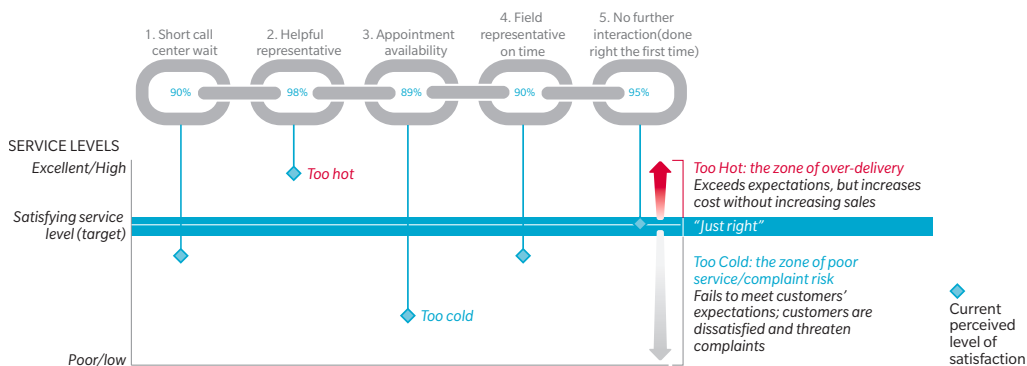 1. Short call
center wait
2. Helpful
representative
3. Appointment
availability
4. Field
representative
on time
5. No further
interaction(done
right the first time)
90%
98%
89%
90%
95%
SERVICE LEVELS
Excellent/High
Satisfying service
level (target)
Poor/low
Too hot
Too cold
Too Hot: the zone of over-delivery
Exceeds expectations, but increases
cost without increasing sales
“Just right”
Too Cold: the zone of poor
service/complaint risk
Fails to meet customers’
expectations; customers are
dissatisfied and threaten
complaints
Current
perceived
level of
satisfaction